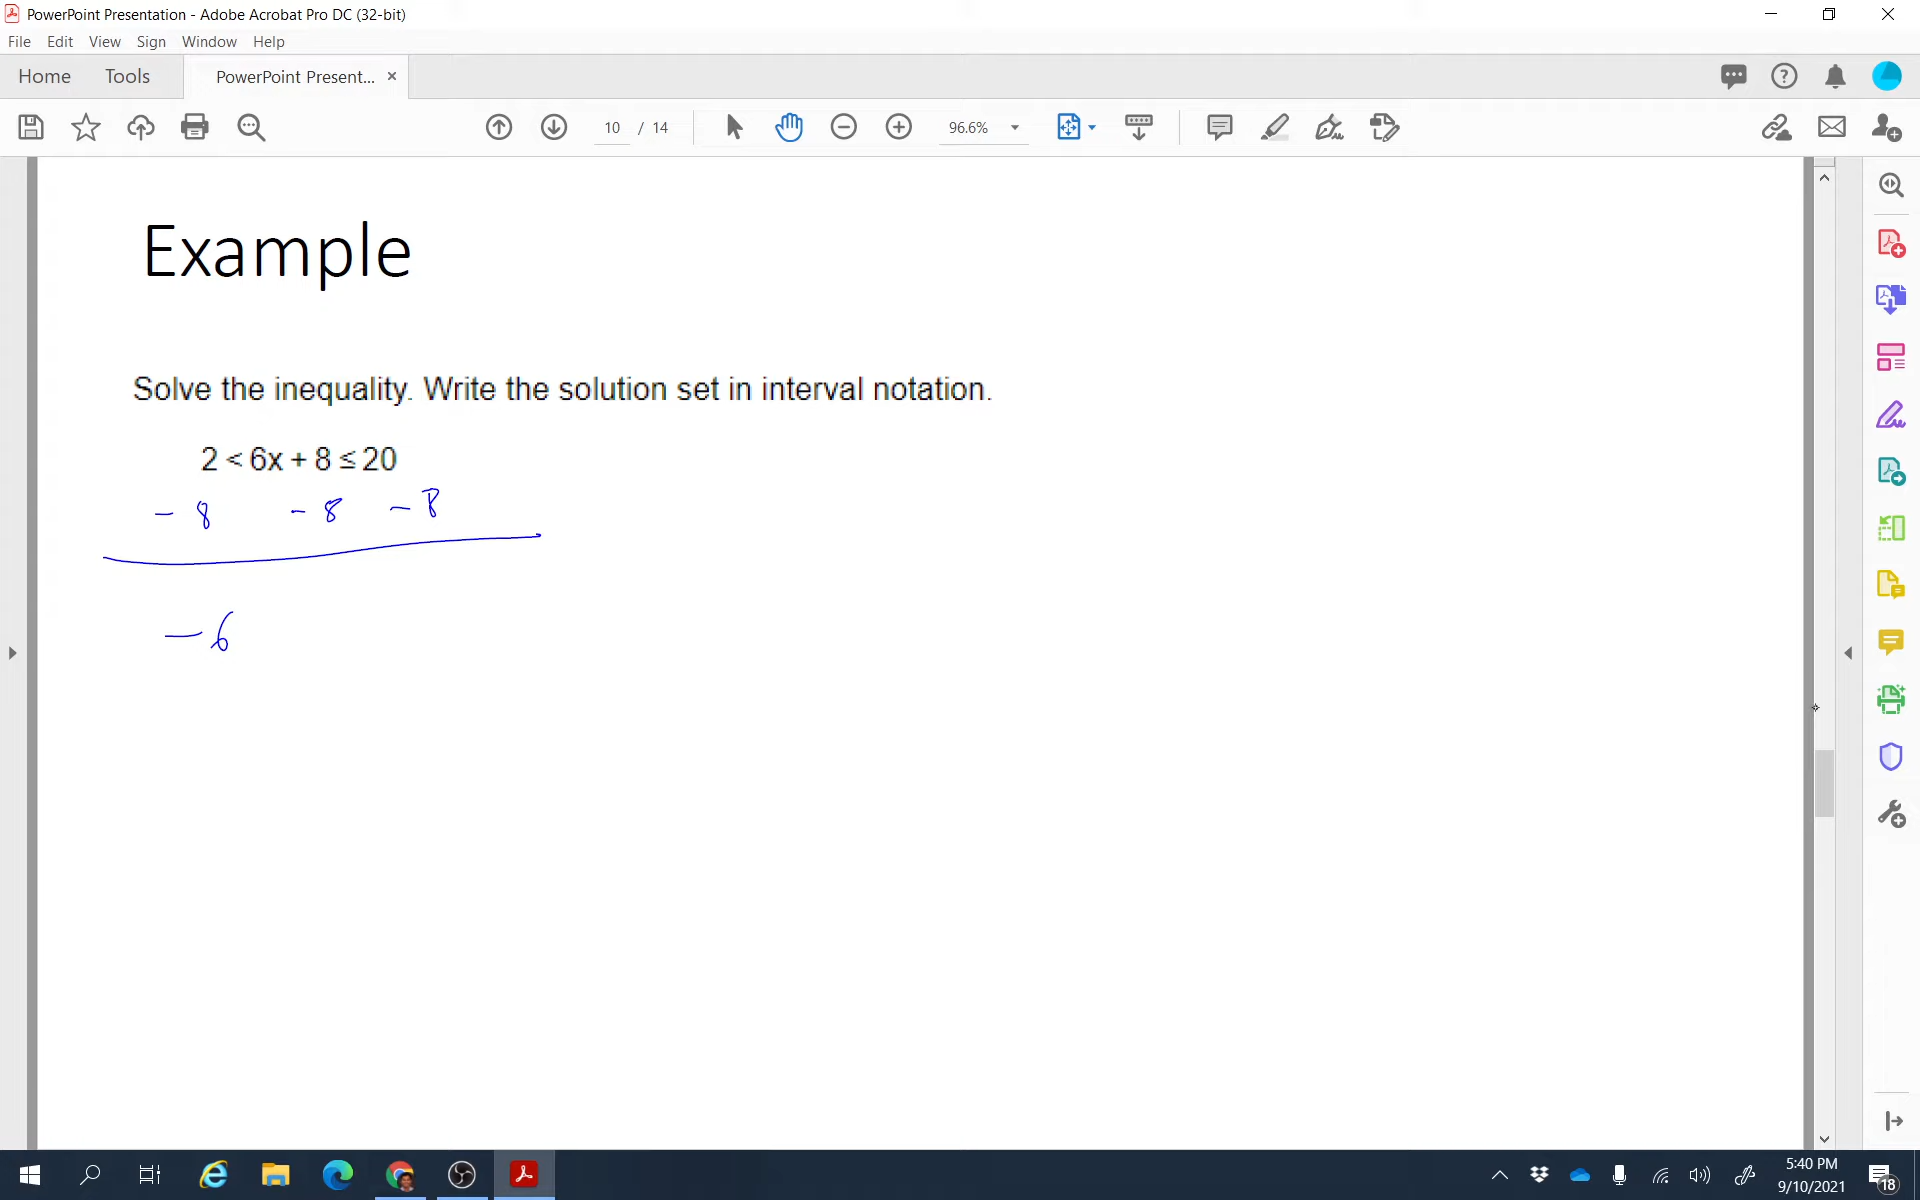 PowerPoint Presentation - Adobe Acrobat Pro DC (32-bit)
File Edit View Sign Window Help
Home Tools PowerPoint Present...
10 / 14 96.6%
Example
Solve the inequality. Write the solution set in interval notation.
2 < 6x + 8 ≤ 20
- 8 - 8 - 8
- 6
5:40 PM
9/10/2021
18